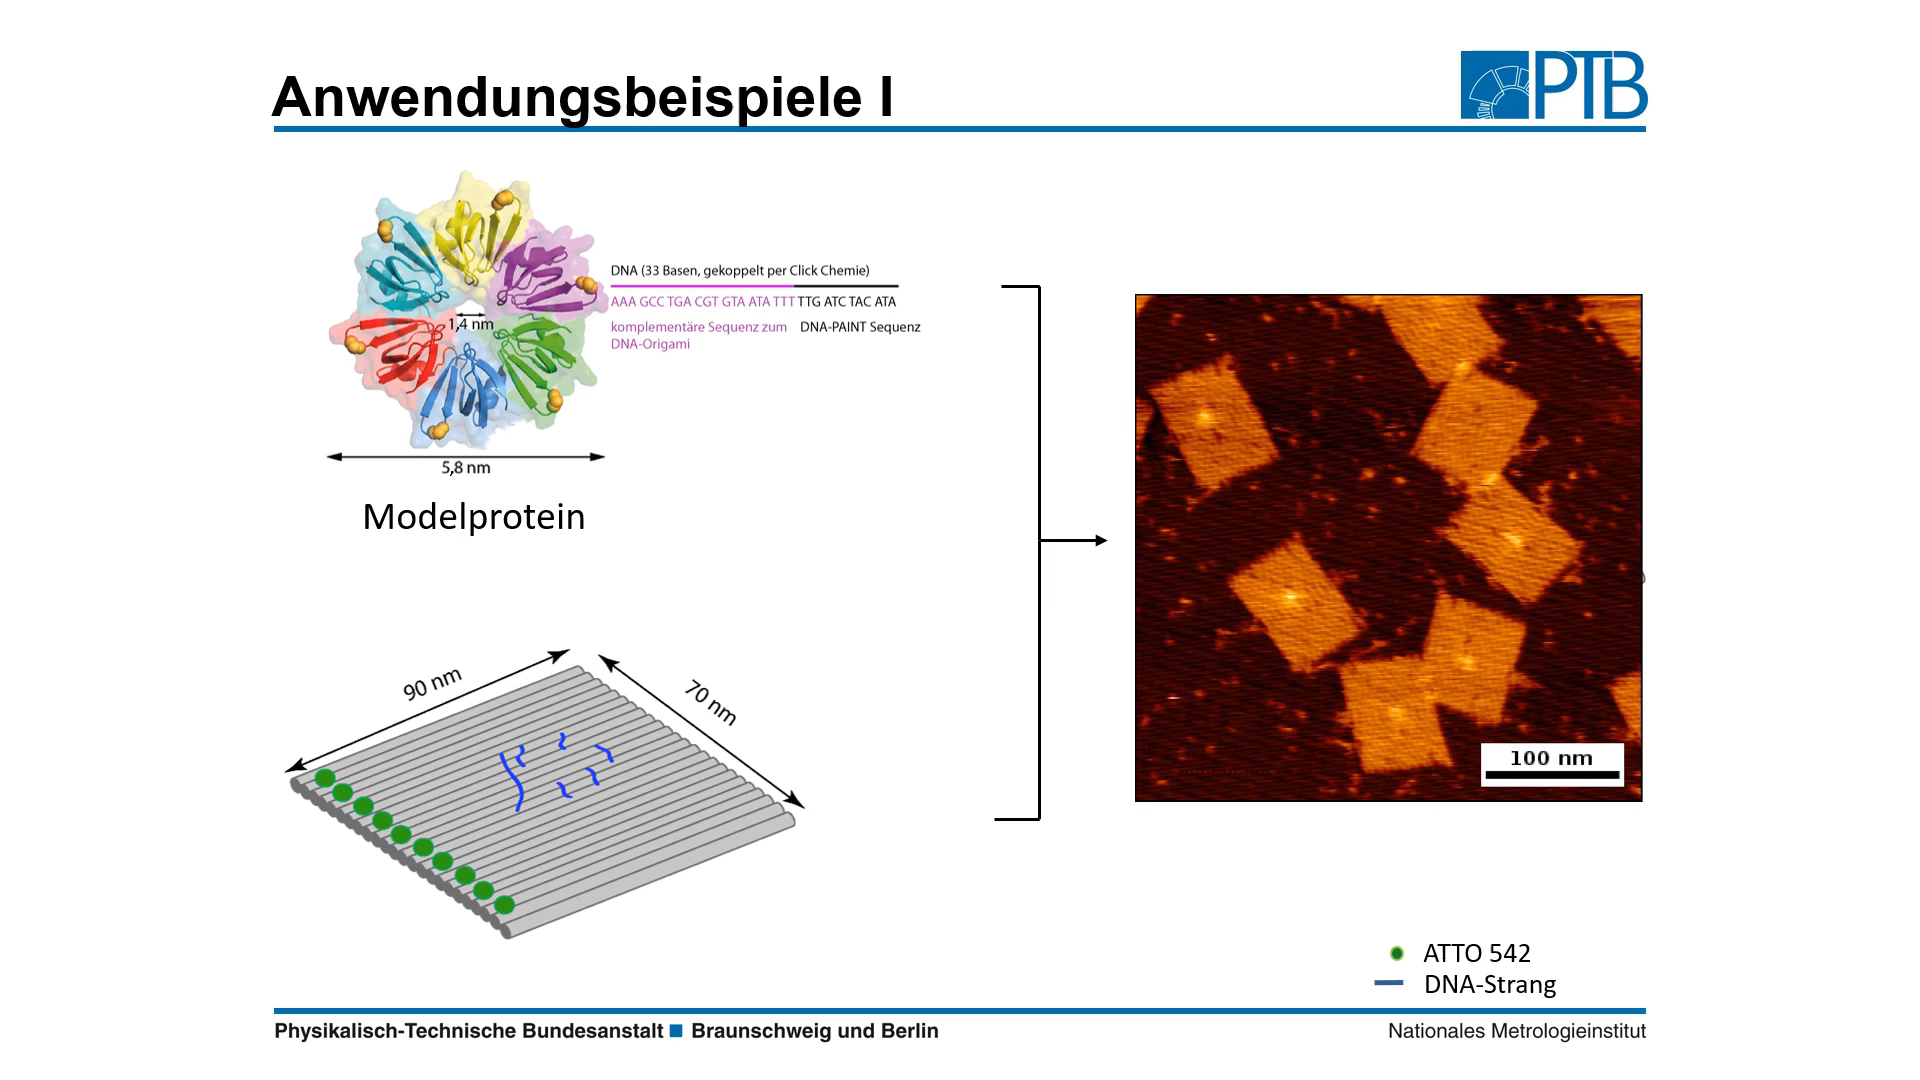 Anwendungsbeispiele I
PTB
DNA (33 Basen, gekoppelt per Click Chemie)
AAA GCC TGA CGT GTA ATA TTT TTG ATC TAC ATA
komplementäre Sequenz zum DNA-Origami
DNA-PAINT Sequenz
1,4 nm
5,8 nm
Modelprotein
90 nm
70 nm
100 nm
ATTO 542
DNA-Strang
Physikalisch-Technische Bundesanstalt ■ Braunschweig und Berlin
Nationales Metrologieinstitut